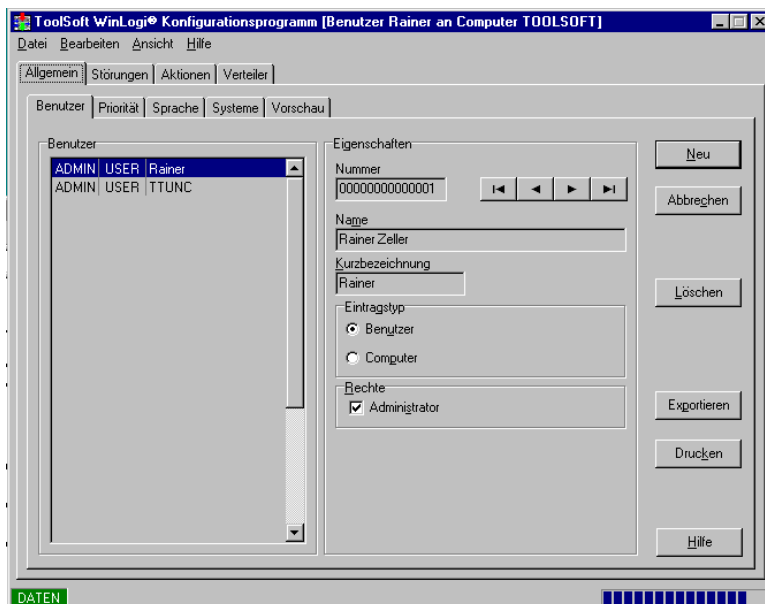 ToolSoft WinLogi® Konfigurationsprogramm [Benutzer Rainer an Computer TOOLSOFT]
Datei Bearbeiten Ansicht Hilfe
Allgemein Störungen Aktionen Verteiler
Benutzer Priorität Sprache Systeme Vorschau
Benutzer
ADMIN USER Rainer
ADMIN USER TTUNC
Eigenschaften
Nummer
00000000000001
Name
Rainer Zeller
Kurzbezeichnung
Rainer
Eintragstyp
Benutzer
Computer
Rechte
Administrator
Neu
Abbrechen
Löschen
Exportieren
Drucken
Hilfe
DATEN